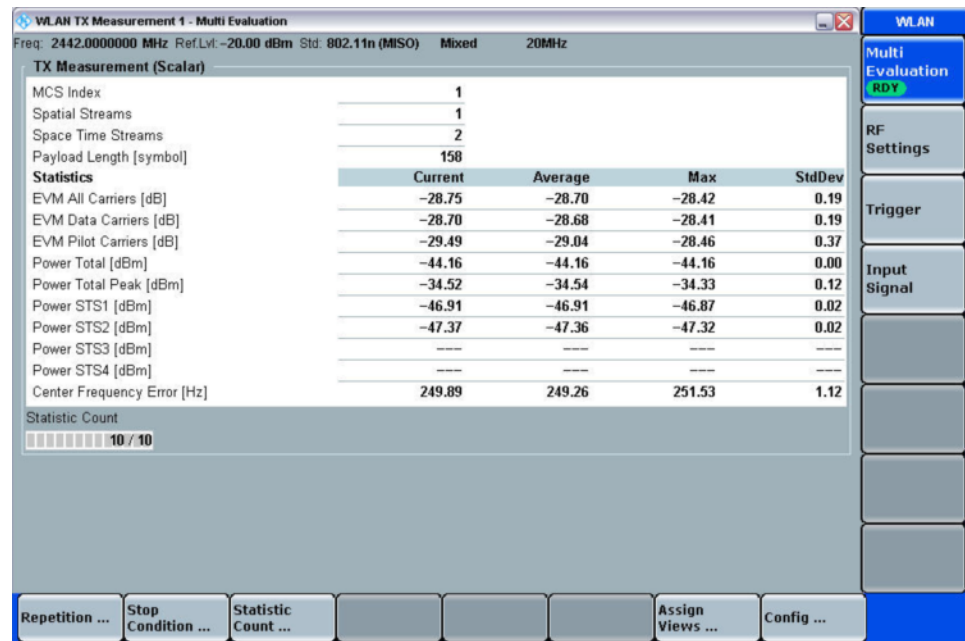 WLAN TX Measurement 1 - Multi Evaluation
WLAN
Freq: 2442.0000000 MHz Ref.Lvl:−20.00 dBm Std: 802.11n (MISO) Mixed 20MHz
TX Measurement (Scalar)
MCS Index 1
Spatial Streams 1
Space Time Streams 2
Payload Length [symbol] 158
Statistics Current Average Max StdDev
EVM All Carriers [dB] −28.75 −28.70 −28.42 0.19
EVM Data Carriers [dB] −28.70 −28.68 −28.41 0.19
EVM Pilot Carriers [dB] −29.49 −29.04 −28.46 0.37
Power Total [dBm] −44.16 −44.16 −44.16 0.00
Power Total Peak [dBm] −34.52 −34.54 −34.33 0.12
Power STS1 [dBm] −46.91 −46.91 −46.87 0.02
Power STS2 [dBm] −47.37 −47.36 −47.32 0.02
Power STS3 [dBm] −−− −−− −−− −−−
Power STS4 [dBm] −−− −−− −−− −−−
Center Frequency Error [Hz] 249.89 249.26 251.53 1.12
Statistic Count
10 / 10
Multi
Evaluation
RDY
RF
Settings
Trigger
Input
Signal
Repetition ...
Stop
Condition ...
Statistic
Count ...
Assign
Views ...
Config ...